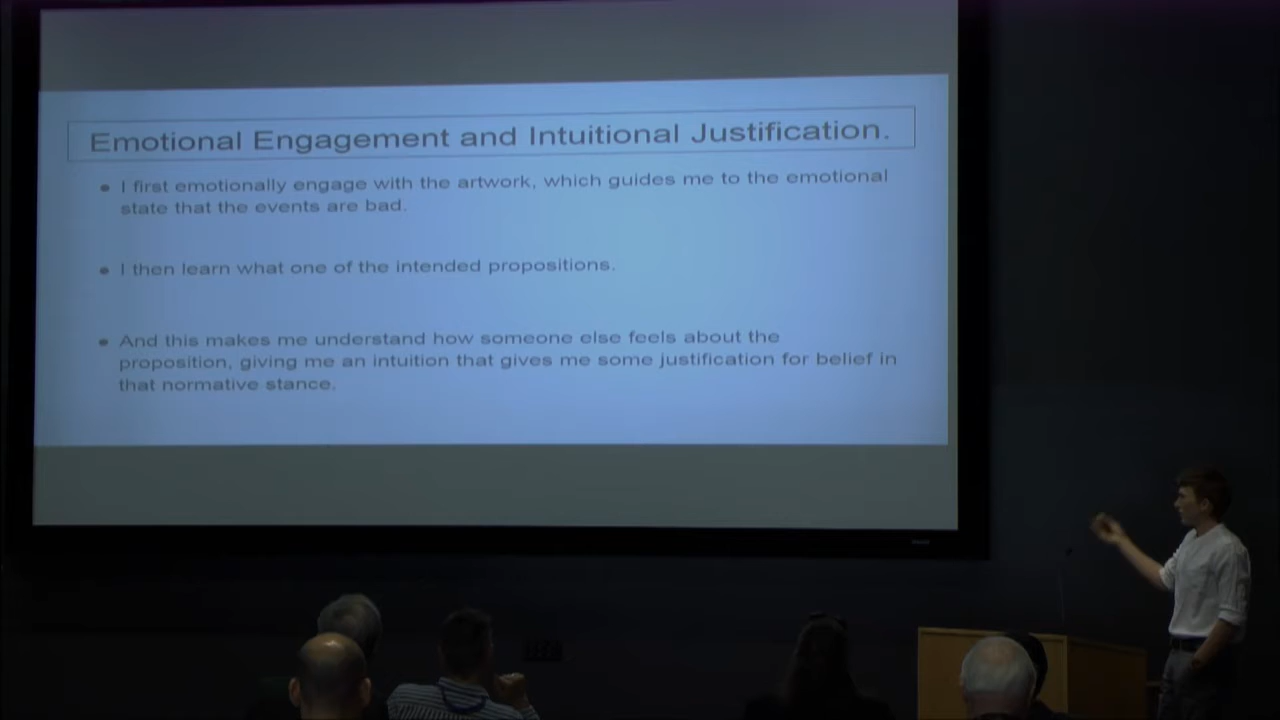 Emotional Engagement and Intuitional Justification.
• I first emotionally engage with the artwork, which guides me to the emotional
state that the events are bad.
• I then learn what one of the intended propositions.
• And this makes me understand how someone else feels about the
proposition, giving me an intuition that gives me some justification for belief in
that normative stance.